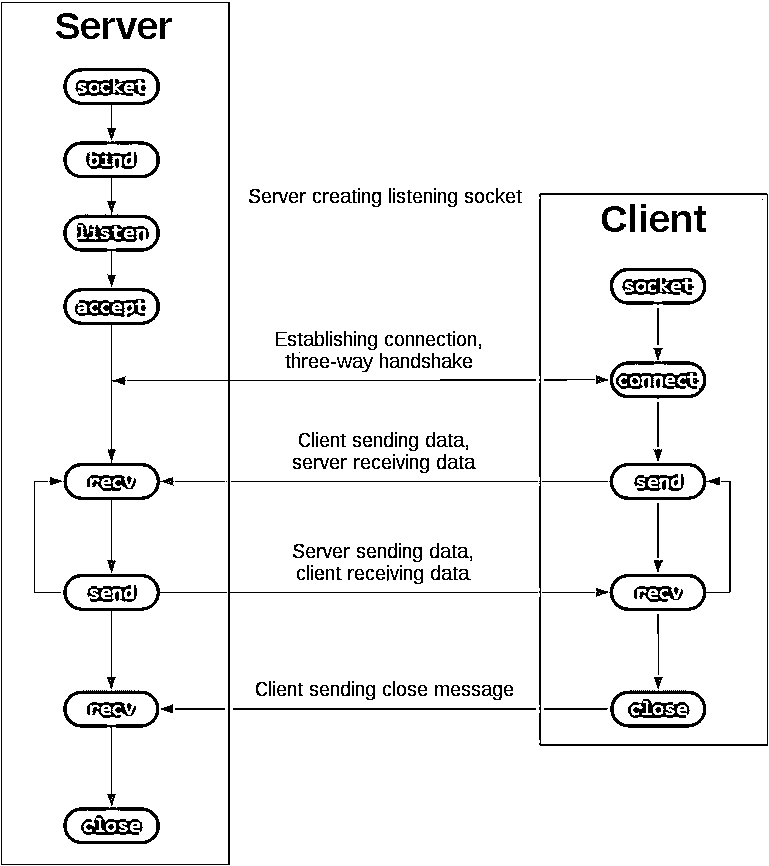 Server
socket
bind
listen
accept
recv
send
recv
close
Server creating listening socket
Establishing connection,
three-way handshake
Client sending data,
server receiving data
Server sending data,
client receiving data
Client sending close message
Client
socket
connect
send
recv
close